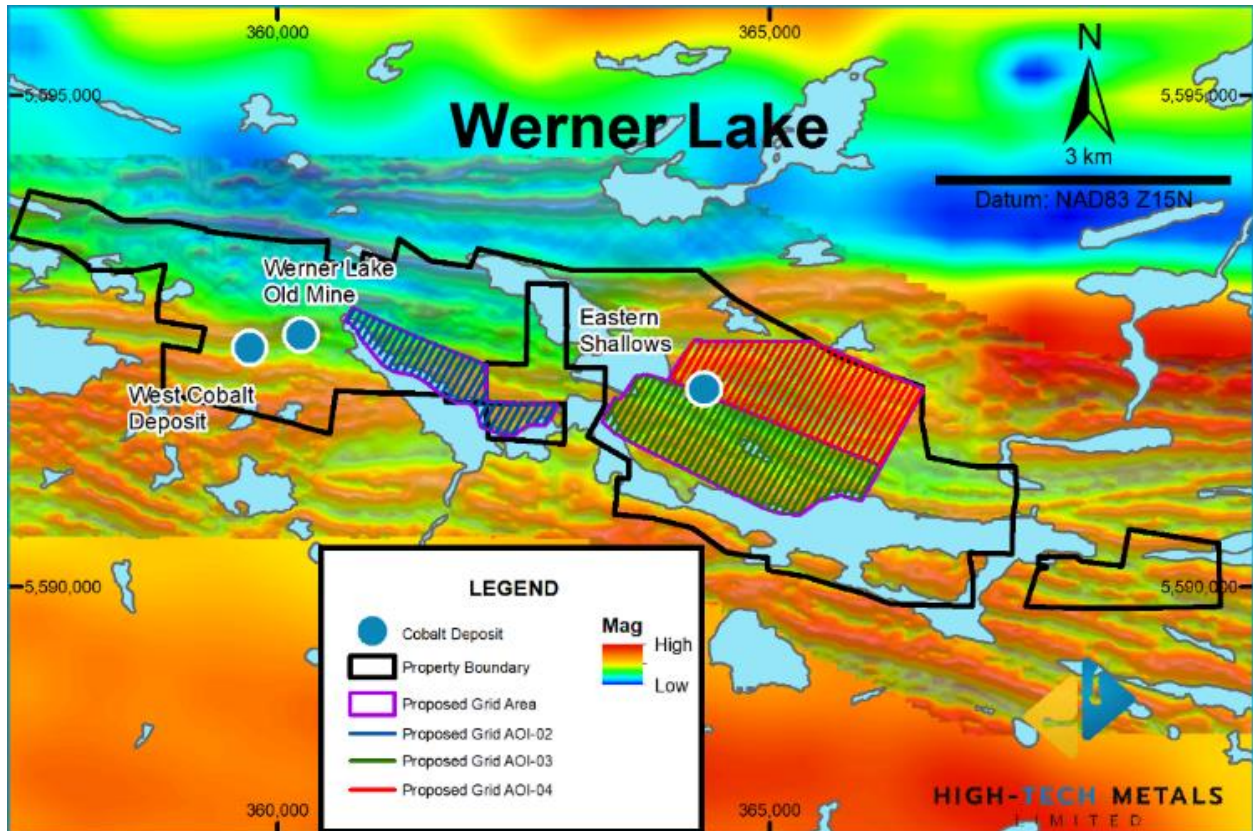 360,000
365,000
N
5,595,000
5,595,000
Werner Lake
3 km
Datum: NAD83 Z15N
Werner Lake
Old Mine
Eastern
Shallows
West Cobalt
Deposit
5,590,000
5,590,000
LEGEND
Cobalt Deposit
Property Boundary
Proposed Grid Area
Proposed Grid AOI-02
Proposed Grid AOI-03
Proposed Grid AOI-04
Mag
High
Low
360,000
365,000
HIGH-TECH METALS
LIMITED